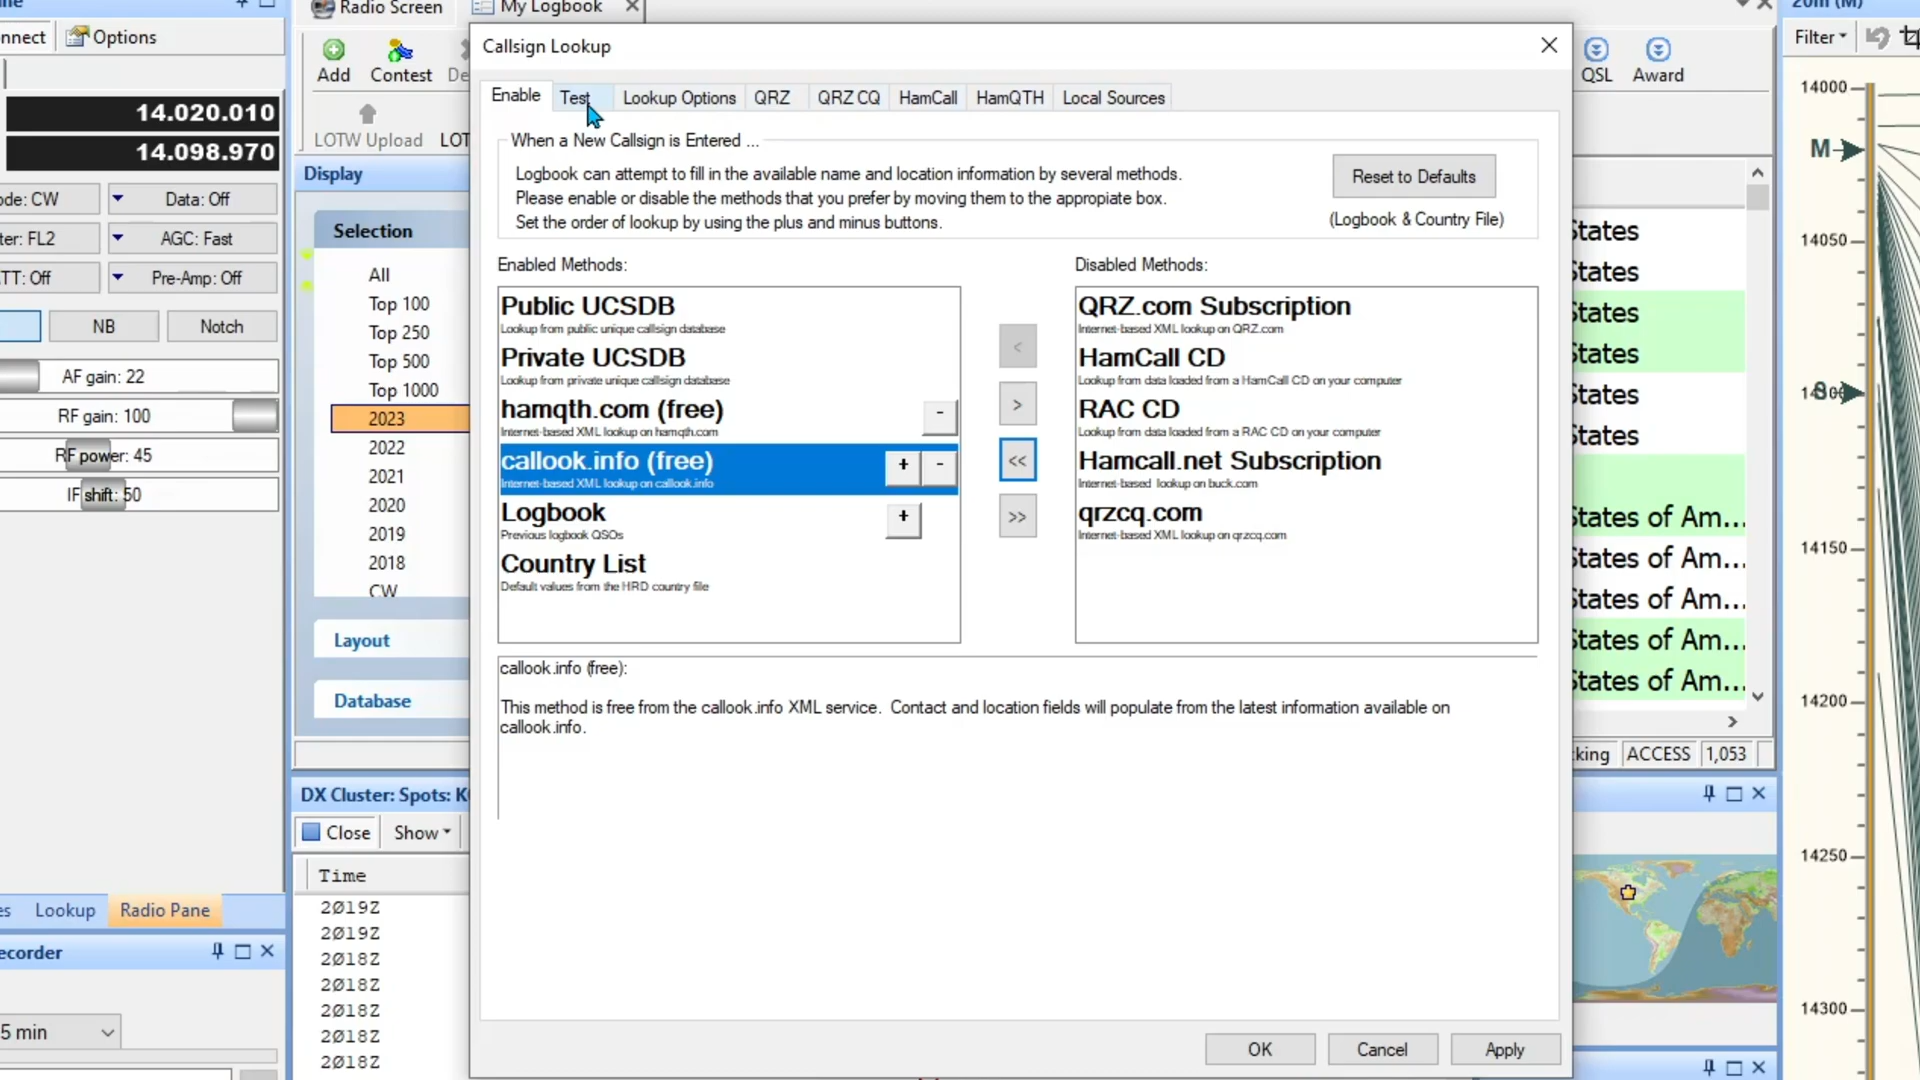 Radio Screen
My Logbook
20m (M)
Options
Filter
Callsign Lookup
Add
Contest
QSL
Award
LOTW Upload
14.020.010
14.098.970
Enable
Test
Lookup Options
QRZ
QRZ CQ
HamCall
HamQTH
Local Sources
When a New Callsign is Entered ...
Logbook can attempt to fill in the available name and location information by several methods.
Please enable or disable the methods that you prefer by moving them to the appropiate box.
Set the order of lookup by using the plus and minus buttons.
Reset to Defaults
(Logbook & Country File)
Enabled Methods:
Public UCSDB
Lookup from public unique callsign database
Private UCSDB
Lookup from private unique callsign database
hamqth.com (free)
Internet-based XML lookup on hamqth.com
-
callook.info (free)
Internet-based XML lookup on callook.info
+ -
Logbook
Previous logbook QSOs
+
Country List
Default values from the HRD country file
<
>
<<
>>
Disabled Methods:
QRZ.com Subscription
Internet-based XML lookup on QRZ.com
HamCall CD
Lookup from data loaded from a HamCall CD on your computer
RAC CD
Lookup from data loaded from a RAC CD on your computer
Hamcall.net Subscription
Internet-based lookup on buck.com
qrzcq.com
Internet-based XML lookup on qrzcq.com
callook.info (free):
This method is free from the callook.info XML service. Contact and location fields will populate from the latest information available on
callook.info.
OK
Cancel
Apply
Data: Off
AGC: Fast
Pre-Amp: Off
NB
Notch
AF gain: 22
RF gain: 100
RF power: 45
IF shift: 50
Lookup
Radio Pane
5 min
Display
Selection
All
Top 100
Top 250
Top 500
Top 1000
2023
2022
2021
2020
2019
2018
CW
Layout
Database
DX Cluster: Spots:
Close
Show
Time
2019Z
2019Z
2018Z
2018Z
2018Z
2018Z
2018Z
States
States
States
States
States
States
States of Am...
States of Am...
States of Am...
States of Am...
States of Am...
ACCESS
1,053
14000
M
14050
S
14150
14200
14250
14300